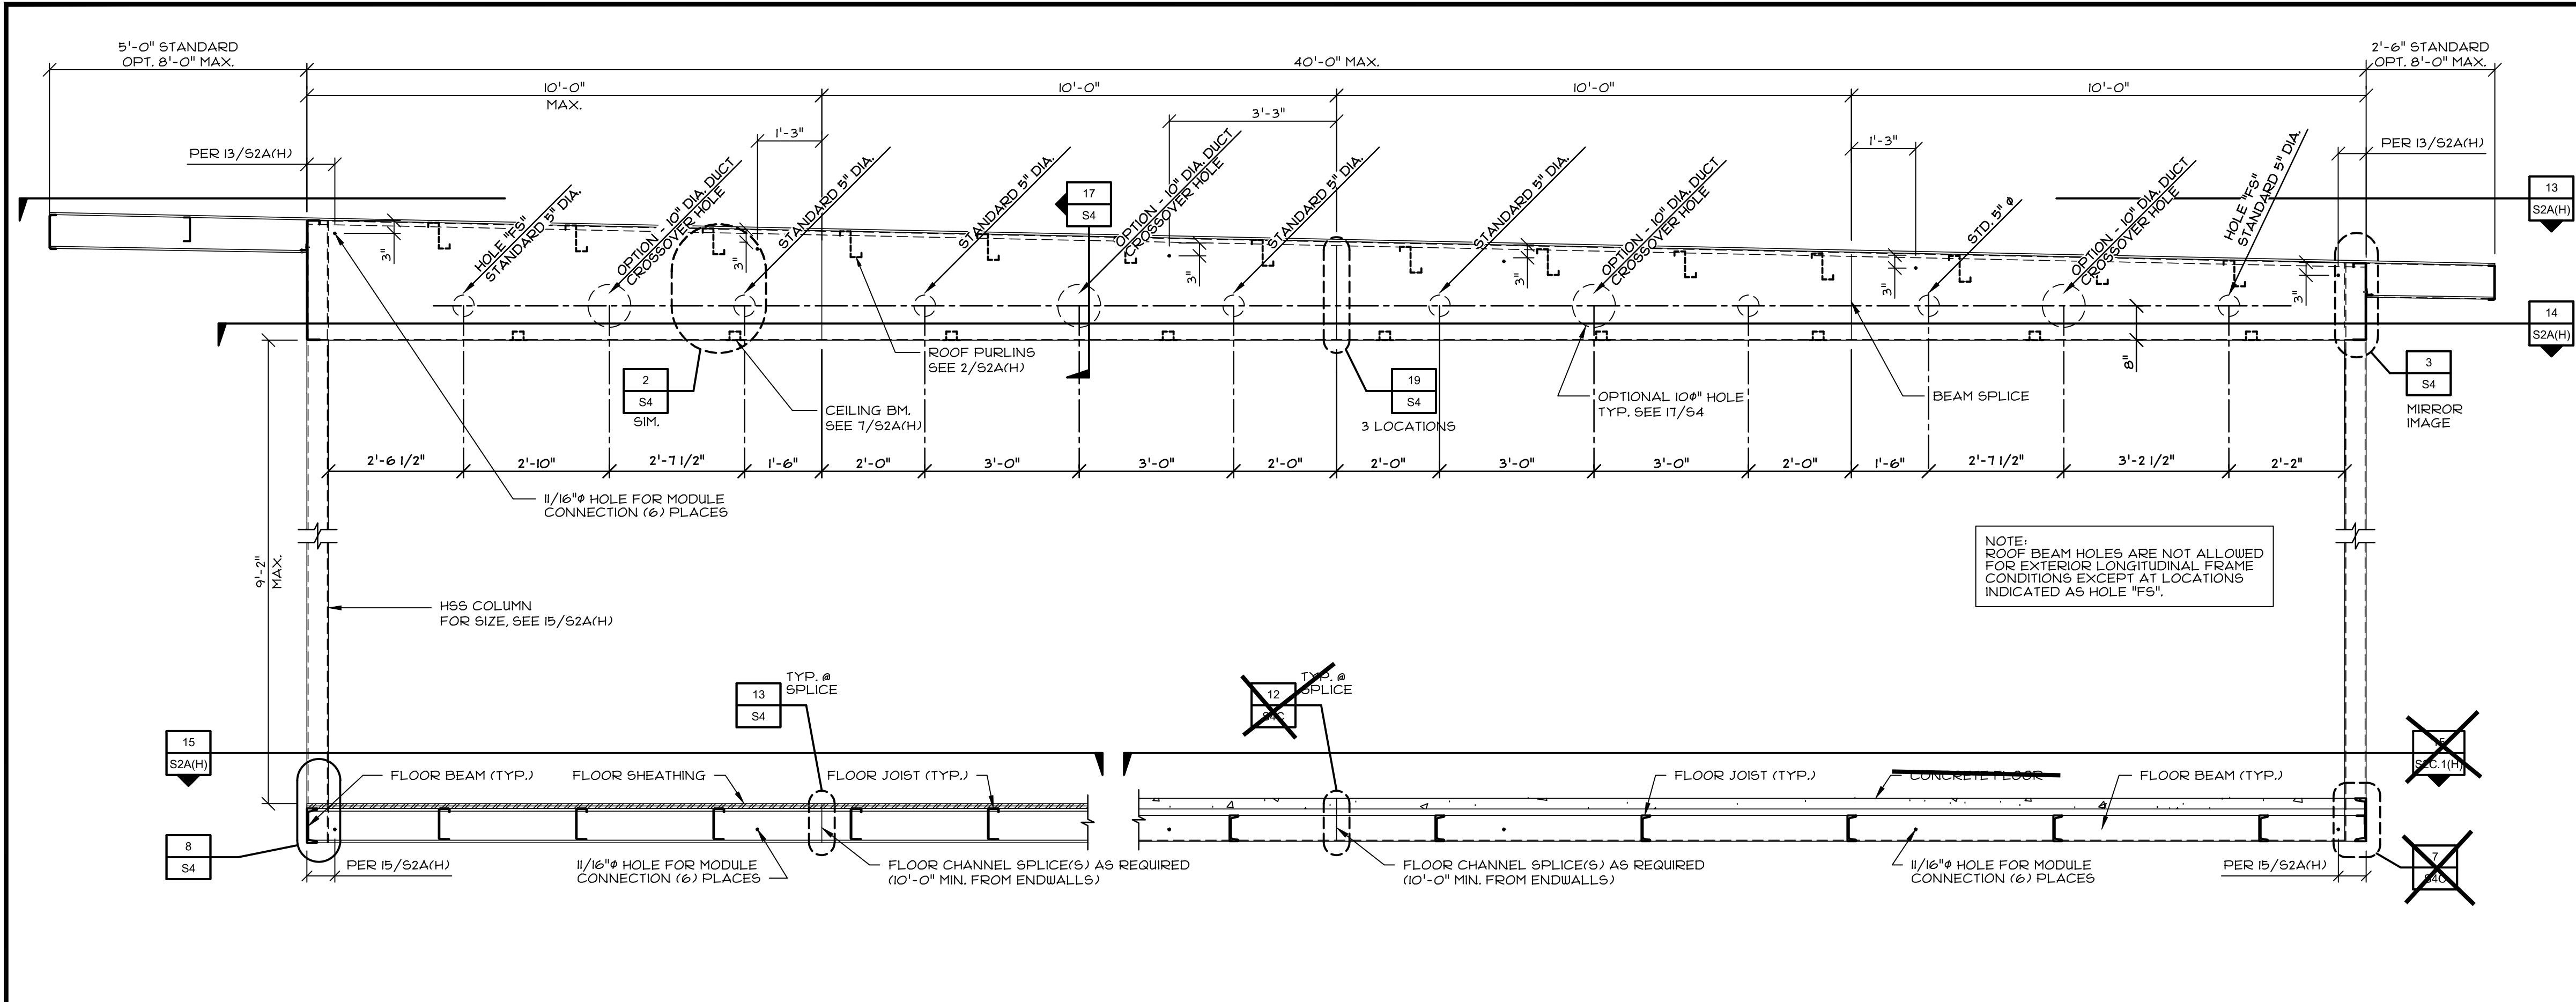 5'-0" STANDARD
OPT. 8'-0" MAX.
40'-0" MAX.
2'-6" STANDARD
OPT. 8'-0" MAX.
10'-0"
MAX.
10'-0"
10'-0"
10'-0"
1'-3"
3'-3"
1'-3"
PER 13/S2A(H)
PER 13/S2A(H)
HOLE "FS"
STANDARD 5" DIA.
OPTION - 10" DIA. DUCT
CROSSOVER HOLE
STANDARD 5" DIA.
STANDARD 5" DIA.
17
S4
OPTION - 10" DIA. DUCT
CROSSOVER HOLE
STANDARD 5" DIA.
STANDARD 5" DIA.
OPTION - 10" DIA. DUCT
CROSSOVER HOLE
STD. 5" ø
OPTION - 10" DIA. DUCT
CROSSOVER HOLE
HOLE "FS"
STANDARD 5" DIA.
13
S2A(H)
3"
3"
3"
3"
3"
3"
14
S2A(H)
8"
ROOF PURLINS
SEE 2/S2A(H)
2
S4
SIM.
CEILING BM.
SEE 7/S2A(H)
19
S4
3 LOCATIONS
OPTIONAL 10ø" HOLE
TYP. SEE 17/S4
BEAM SPLICE
3
S4
MIRROR
IMAGE
2'-6 1/2"
2'-10"
2'-7 1/2"
1'-6"
2'-0"
3'-0"
3'-0"
2'-0"
2'-0"
3'-0"
3'-0"
2'-0"
1'-6"
2'-7 1/2"
3'-2 1/2"
2'-2"
11/16"ø HOLE FOR MODULE
CONNECTION (6) PLACES
9'-2"
MAX.
NOTE:
ROOF BEAM HOLES ARE NOT ALLOWED
FOR EXTERIOR LONGITUDINAL FRAME
CONDITIONS EXCEPT AT LOCATIONS
INDICATED AS HOLE "FS".
HSS COLUMN
FOR SIZE, SEE 15/S2A(H)
13
S4
TYP. @
SPLICE
12
S4C
TYP. @
SPLICE
15
S2A(H)
15
S2C.1(H)
FLOOR BEAM (TYP.)
FLOOR SHEATHING
FLOOR JOIST (TYP.)
FLOOR JOIST (TYP.)
CONCRETE FLOOR
FLOOR BEAM (TYP.)
8
S4
PER 15/S2A(H)
11/16"ø HOLE FOR MODULE
CONNECTION (6) PLACES
FLOOR CHANNEL SPLICE(S) AS REQUIRED
(10'-0" MIN. FROM ENDWALLS)
FLOOR CHANNEL SPLICE(S) AS REQUIRED
(10'-0" MIN. FROM ENDWALLS)
11/16"ø HOLE FOR MODULE
CONNECTION (6) PLACES
PER 15/S2A(H)
7
S4C